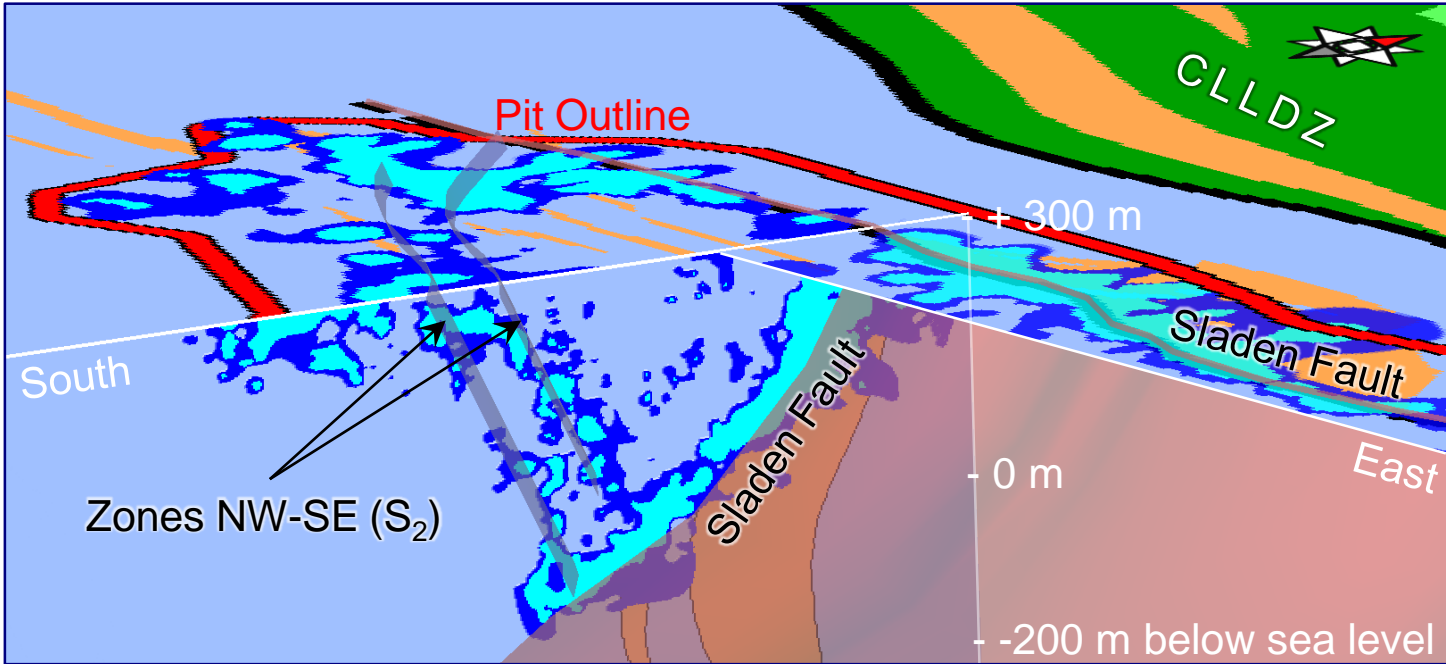 CLLDZ
Pit Outline
- + 300 m
Sladen Fault
South
East
Sladen Fault
- 0 m
Zones NW-SE (S₂)
- -200 m below sea level